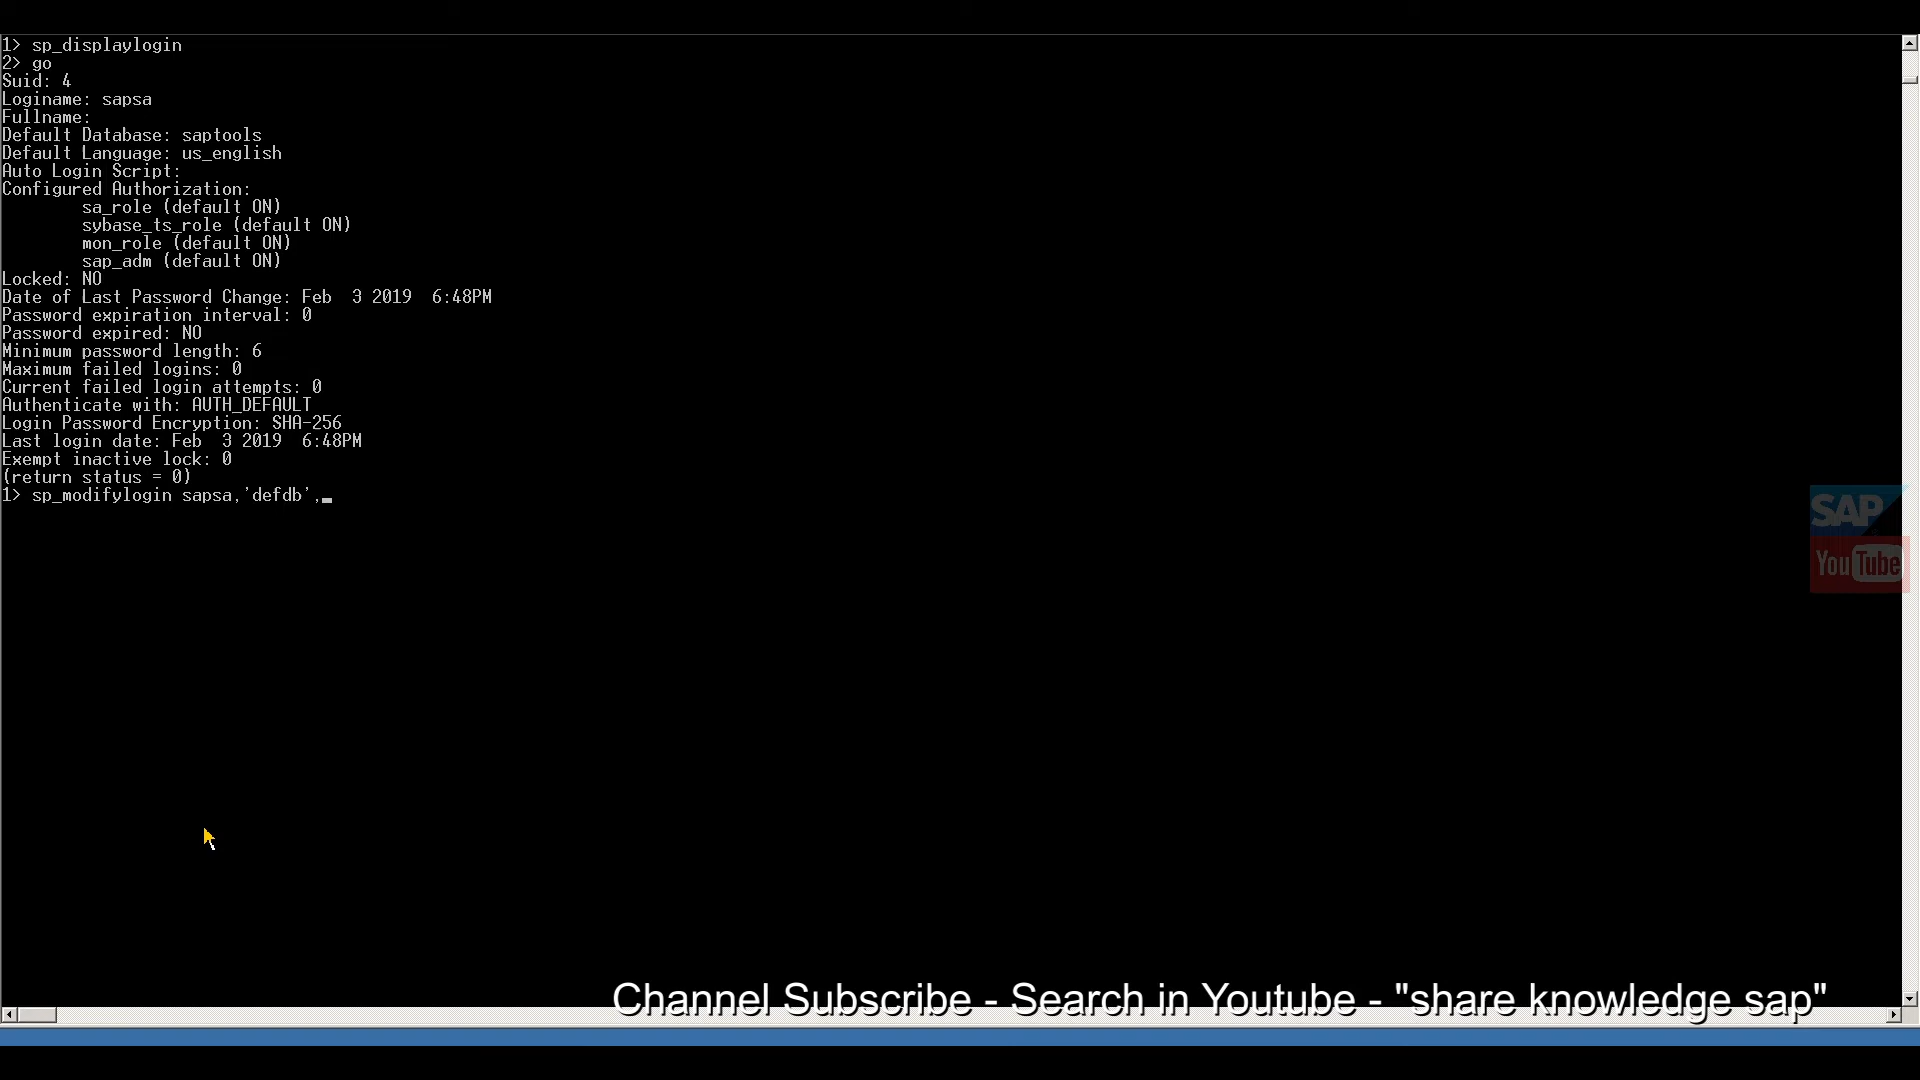 1> sp_displaylogin
2> go
Suid: 4
Loginame: sapsa
Fullname:
Default Database: saptools
Default Language: us_english
Auto Login Script:
Configured Authorization:
        sa_role (default ON)
        sybase_ts_role (default ON)
        mon_role (default ON)
        sap_adm (default ON)
Locked: NO
Date of Last Password Change: Feb  3 2019  6:48PM
Password expiration interval: 0
Password expired: NO
Minimum password length: 6
Maximum failed logins: 0
Current failed login attempts: 0
Authenticate with: AUTH_DEFAULT
Login Password Encryption: SHA-256
Last login date: Feb  3 2019  6:48PM
Exempt inactive lock: 0
(return status = 0)
1> sp_modifylogin sapsa,'defdb',_
SAP
YouTube
Channel Subscribe - Search in Youtube - "share knowledge sap"